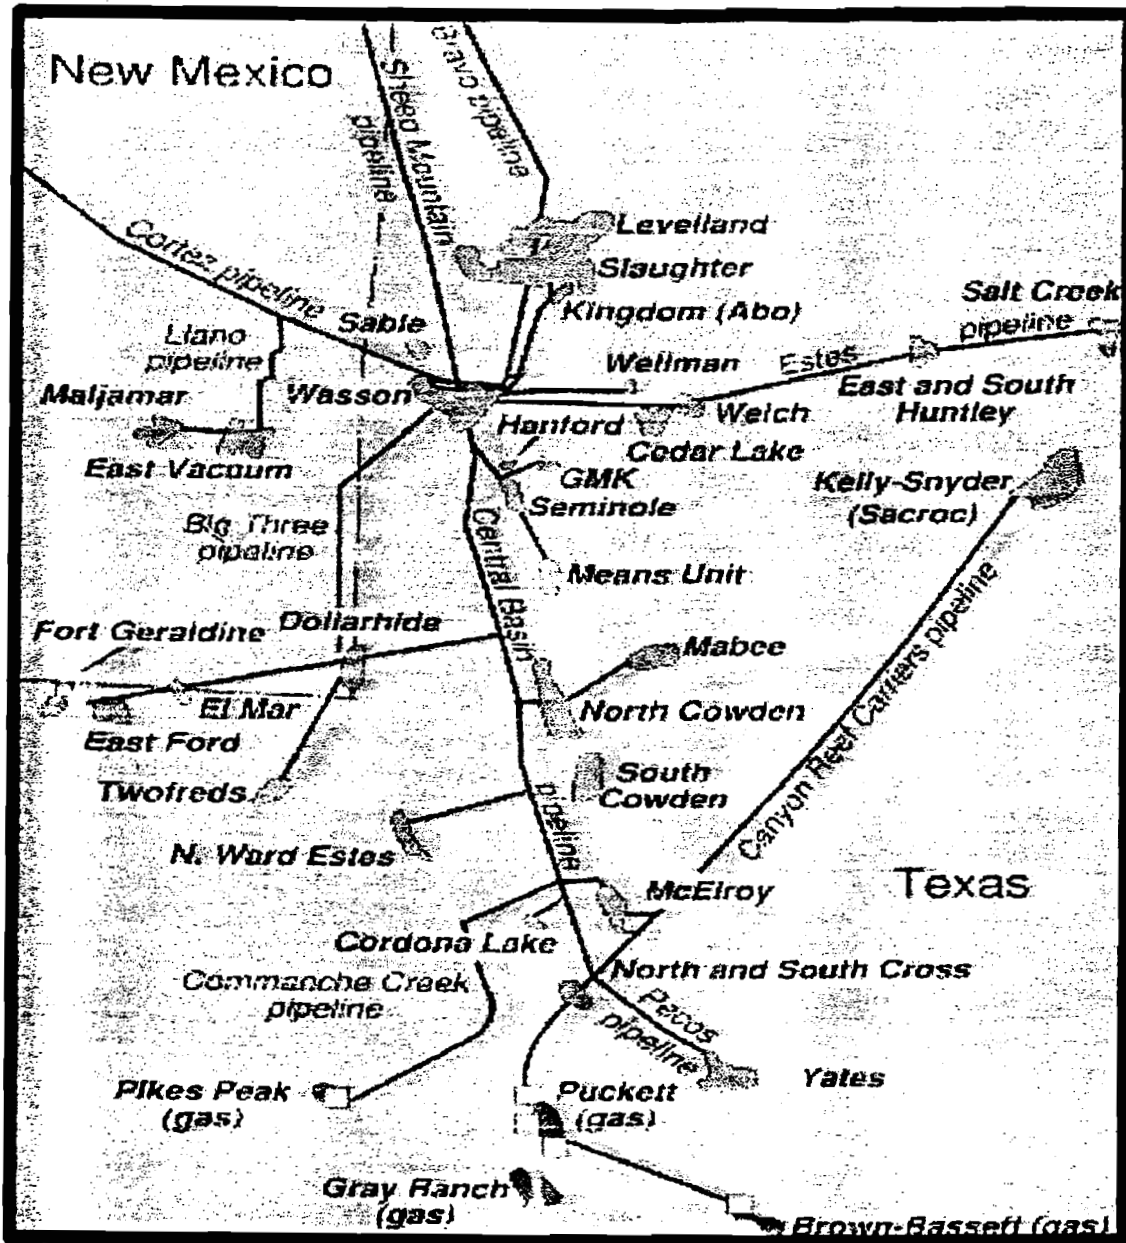 New Mexico
Sheep Mountain
pipeline
Bravo pipeline
Levelland
Slaughter
Kingdom (Abo)
Cortez pipeline
Salt Creek
pipeline
Llano
pipeline
Sable
Wellman
Estes
Maljamar
Wasson
East and South
Huntley
Hanford
Welch
Cedar Lake
East Vacuum
GMK
Seminole
Kelly-Snyder
(Sacroc)
Big Three
pipeline
Central Basin
pipeline
Means Unit
Fort Geraldine
Dollarhide
Mabee
El Mar
North Cowden
East Ford
South
Cowden
Twofreds
Canyon Reef Carriers pipeline
N. Ward Estes
McElroy
Texas
Cordona Lake
Commanche Creek
pipeline
North and South Cross
Pecos
pipeline
Pikes Peak
(gas)
Puckett
(gas)
Yates
Gray Ranch
(gas)
Brown-Bassett (gas)